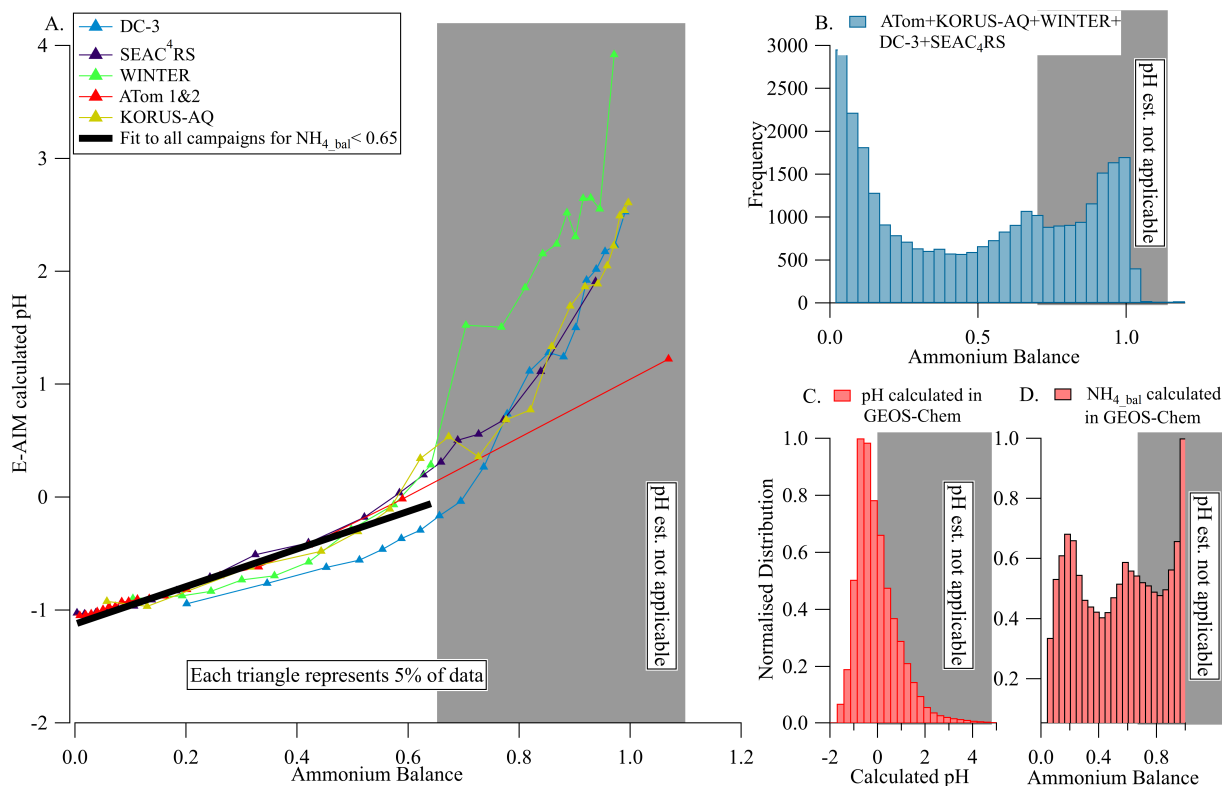 A.
DC-3
SEAC4RS
WINTER
ATom 1&2
KORUS-AQ
Fit to all campaigns for NH4_bal< 0.65
4
3
2
1
0
-1
-2
E-AIM calculated pH
pH est. not applicable
Each triangle represents 5% of data
0.0 0.2 0.4 0.6 0.8 1.0 1.2
Ammonium Balance
B.
ATom+KORUS-AQ+WINTER+
DC-3+SEAC4RS
3000
2500
2000
1500
1000
500
0
Frequency
pH est. not applicable
0.0 0.5 1.0
Ammonium Balance
C.
pH calculated in
GEOS-Chem
1.0
0.8
0.6
0.4
0.2
0.0
Normalised Distribution
pH est. not applicable
-2 0 2 4
Calculated pH
D.
NH4_bal calculated
in GEOS-Chem
1.0
0.8
0.6
0.4
0.2
pH est. not applicable
0.0 0.4 0.8
Ammonium Balance